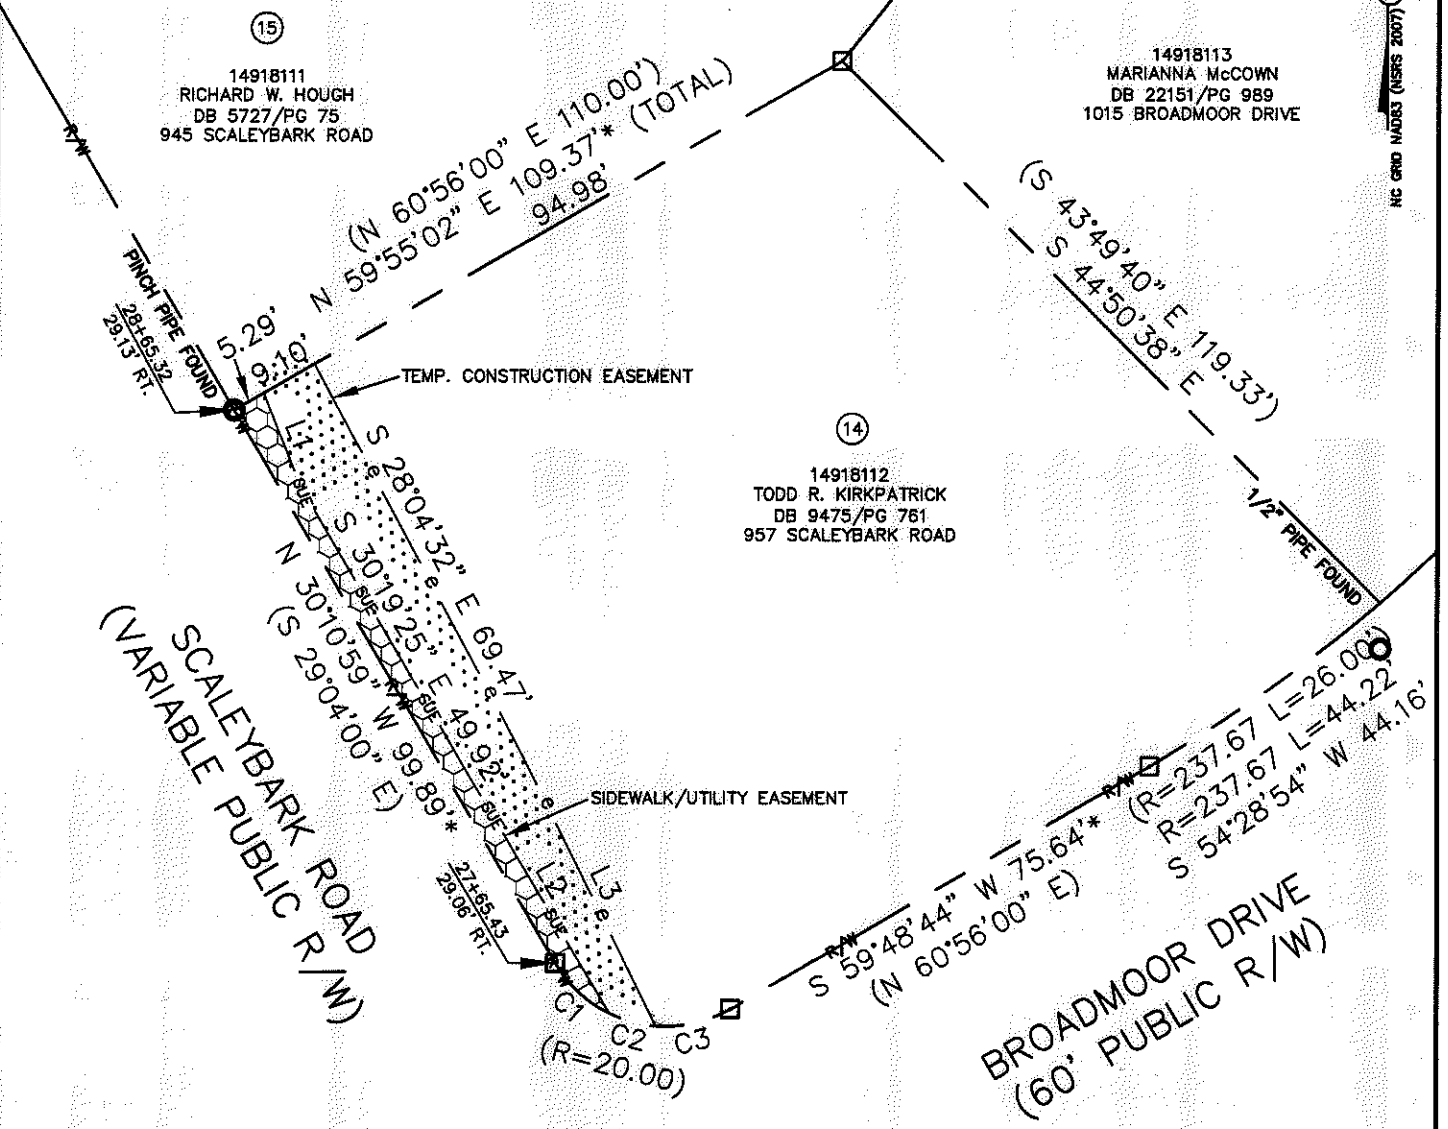 15
14918111
RICHARD W. HOUGH
DB 5727/PG 75
945 SCALEYBARK ROAD
14918113
MARIANNA McCOWN
DB 22151/PG 989
1015 BROADMOOR DRIVE
NC GRID NAD83 (NSRS 2007)
R/W
(N 60°56'00" E 110.00')
N 59°55'02" E 109.37'* (TOTAL)
94.98'
(S 43°49'40" E 119.33')
S 44°50'38" E
PINCH PIPE FOUND
28+65.32
29.13' RT.
5.29'
9.10'
TEMP. CONSTRUCTION EASEMENT
14
14918112
TODD R. KIRKPATRICK
DB 9475/PG 761
957 SCALEYBARK ROAD
1/2" PIPE FOUND
L1
S 28°04'32" E 69.47'
e
e
e
e
e
SUE
SUE
SUE
SUE
SUE
S 30°19'25" E 49.92'
N 30°10'59" W 99.89'*
(S 29°04'00" E)
R/W
R/W
SCALEYBARK ROAD
(VARIABLE PUBLIC R/W)
SIDEWALK/UTILITY EASEMENT
27+65.43
29.06' RT.
L2
L3
C1
C2
C3
(R=20.00)
R/W
S 59°48'44" W 75.64'*
(N 60°56'00" E)
R/W
(R=237.67 L=26.00')
R=237.67 L=44.22'
S 54°28'54" W 44.16'
BROADMOOR DRIVE
(60' PUBLIC R/W)